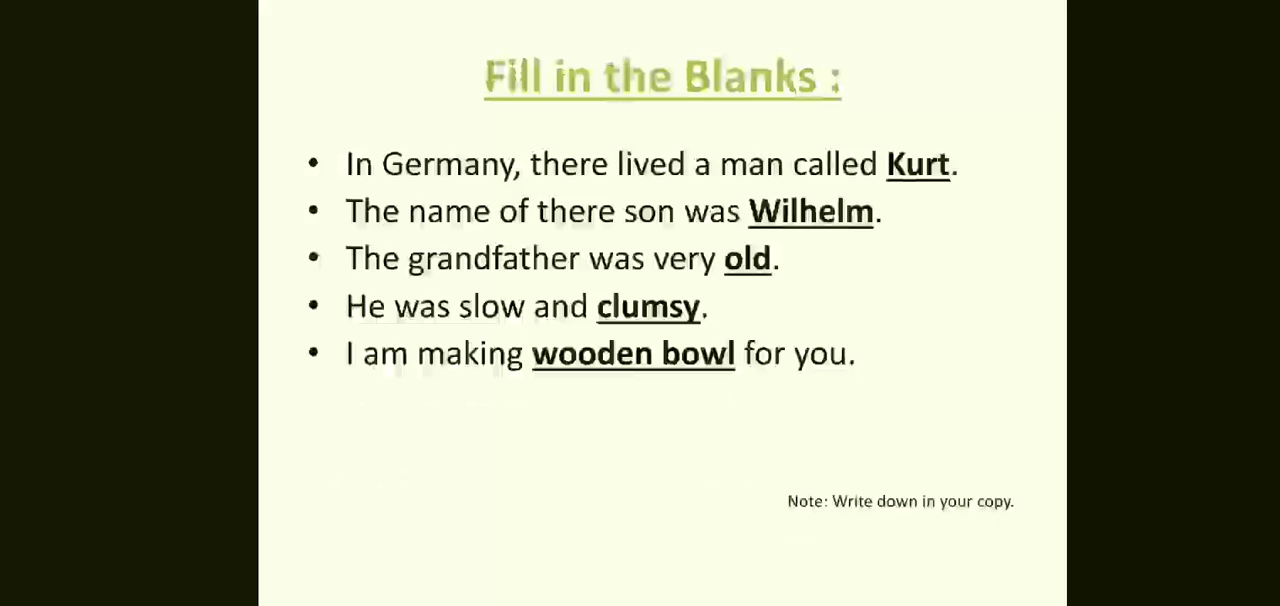 Fill in the Blanks :
• In Germany, there lived a man called Kurt.
• The name of there son was Wilhelm.
• The grandfather was very old.
• He was slow and clumsy.
• I am making wooden bowl for you.
Note: Write down in your copy.